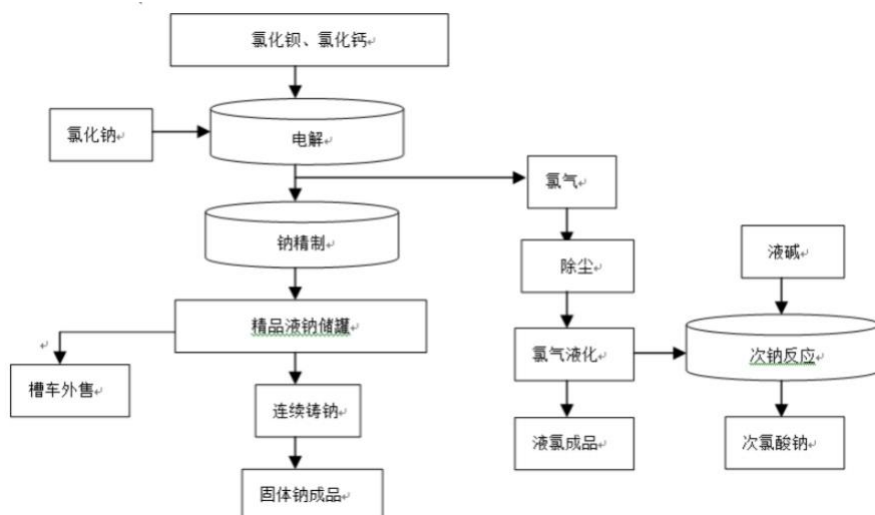 氯化钡、氯化钙
氯化钠
电解
氯气
钠精制
除尘
液碱
精品液钠储罐
氯气液化
次钠反应
槽车外售
连续铸钠
液氯成品
次氯酸钠
固体钠成品